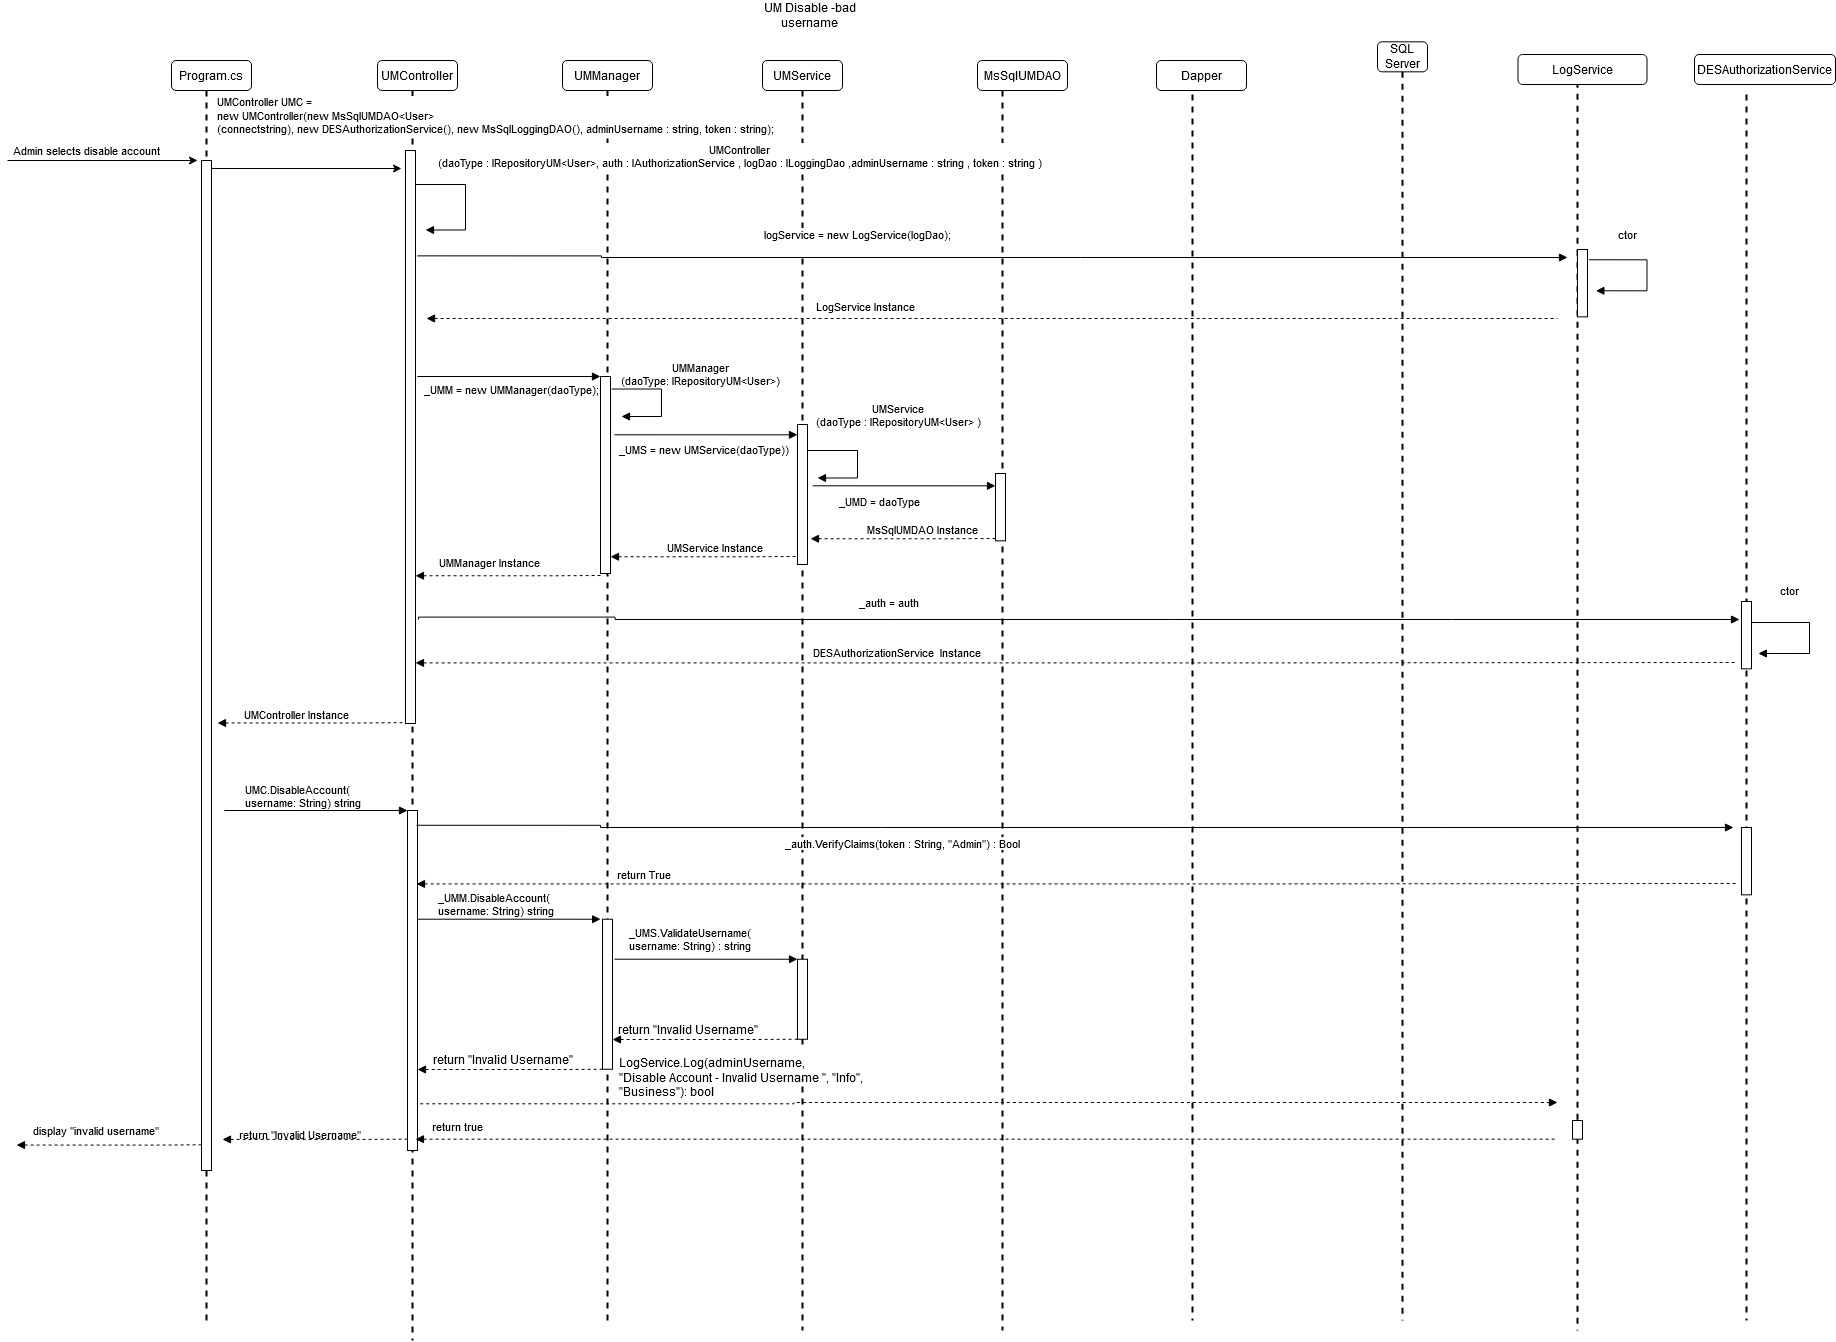 UM Disable -bad
username
SQL
Server
Program.cs
UMController
UMManager
UMService
MsSqlUMDAO
Dapper
LogService
DESAuthorizationService
UMController UMC =
new UMController(new MsSqlUMDAO<User>
(connectstring), new DESAuthorizationService(), new MsSqlLoggingDAO(), adminUsername : string, token : string);
Admin selects disable account
UMController
(daoType : IRepositoryUM<User>, auth : IAuthorizationService , logDao : ILoggingDao ,adminUsername : string , token : string )
logService = new LogService(logDao);
ctor
LogService Instance
UMManager
(daoType: IRepositoryUM<User>)
_UMM = new UMManager(daoType);
UMService
(daoType : IRepositoryUM<User> )
_UMS = new UMService(daoType))
_UMD = daoType
MsSqlUMDAO Instance
UMService Instance
UMManager Instance
ctor
_auth = auth
DESAuthorizationService  Instance
UMController Instance
UMC.DisableAccount(
username: String) string
_auth.VerifyClaims(token : String, "Admin") : Bool
return True
_UMM.DisableAccount(
username: String) string
_UMS.ValidateUsername(
username: String) : string
return "Invalid Username"
return "Invalid Username"
LogService.Log(adminUsername,
"Disable Account - Invalid Username ", "Info",
"Business"): bool
return true
return "Invalid Username"
display "invalid username"